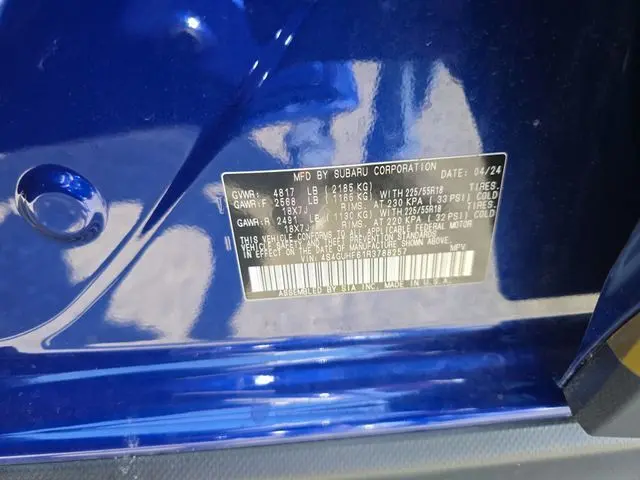 MFD BY SUBARU CORPORATION DATE: 04/24
GVWR: 4817 LB ( 2185 KG)
GAWR:F 2568 LB ( 1165 KG) WITH 225/55R18 TIRES.
18X7J RIMS. AT 230 KPA ( 33 PSI) COLD
GAWR:R 2491 LB ( 1130 KG) WITH 225/55R18 TIRES.
18X7J RIMS. AT 220 KPA ( 32 PSI) COLD
THIS VEHICLE CONFORMS TO ALL APPLICABLE FEDERAL MOTOR
VEHICLE SAFETY, BUMPER, AND THEFT PREVENTION STANDARDS
IN EFFECT ON THE DATE OF MANUFACTURE SHOWN ABOVE.
VIN: 4S4GUHF61R3788257 MPV
ASSEMBLED BY SIA INC. MADE IN U.S.A.